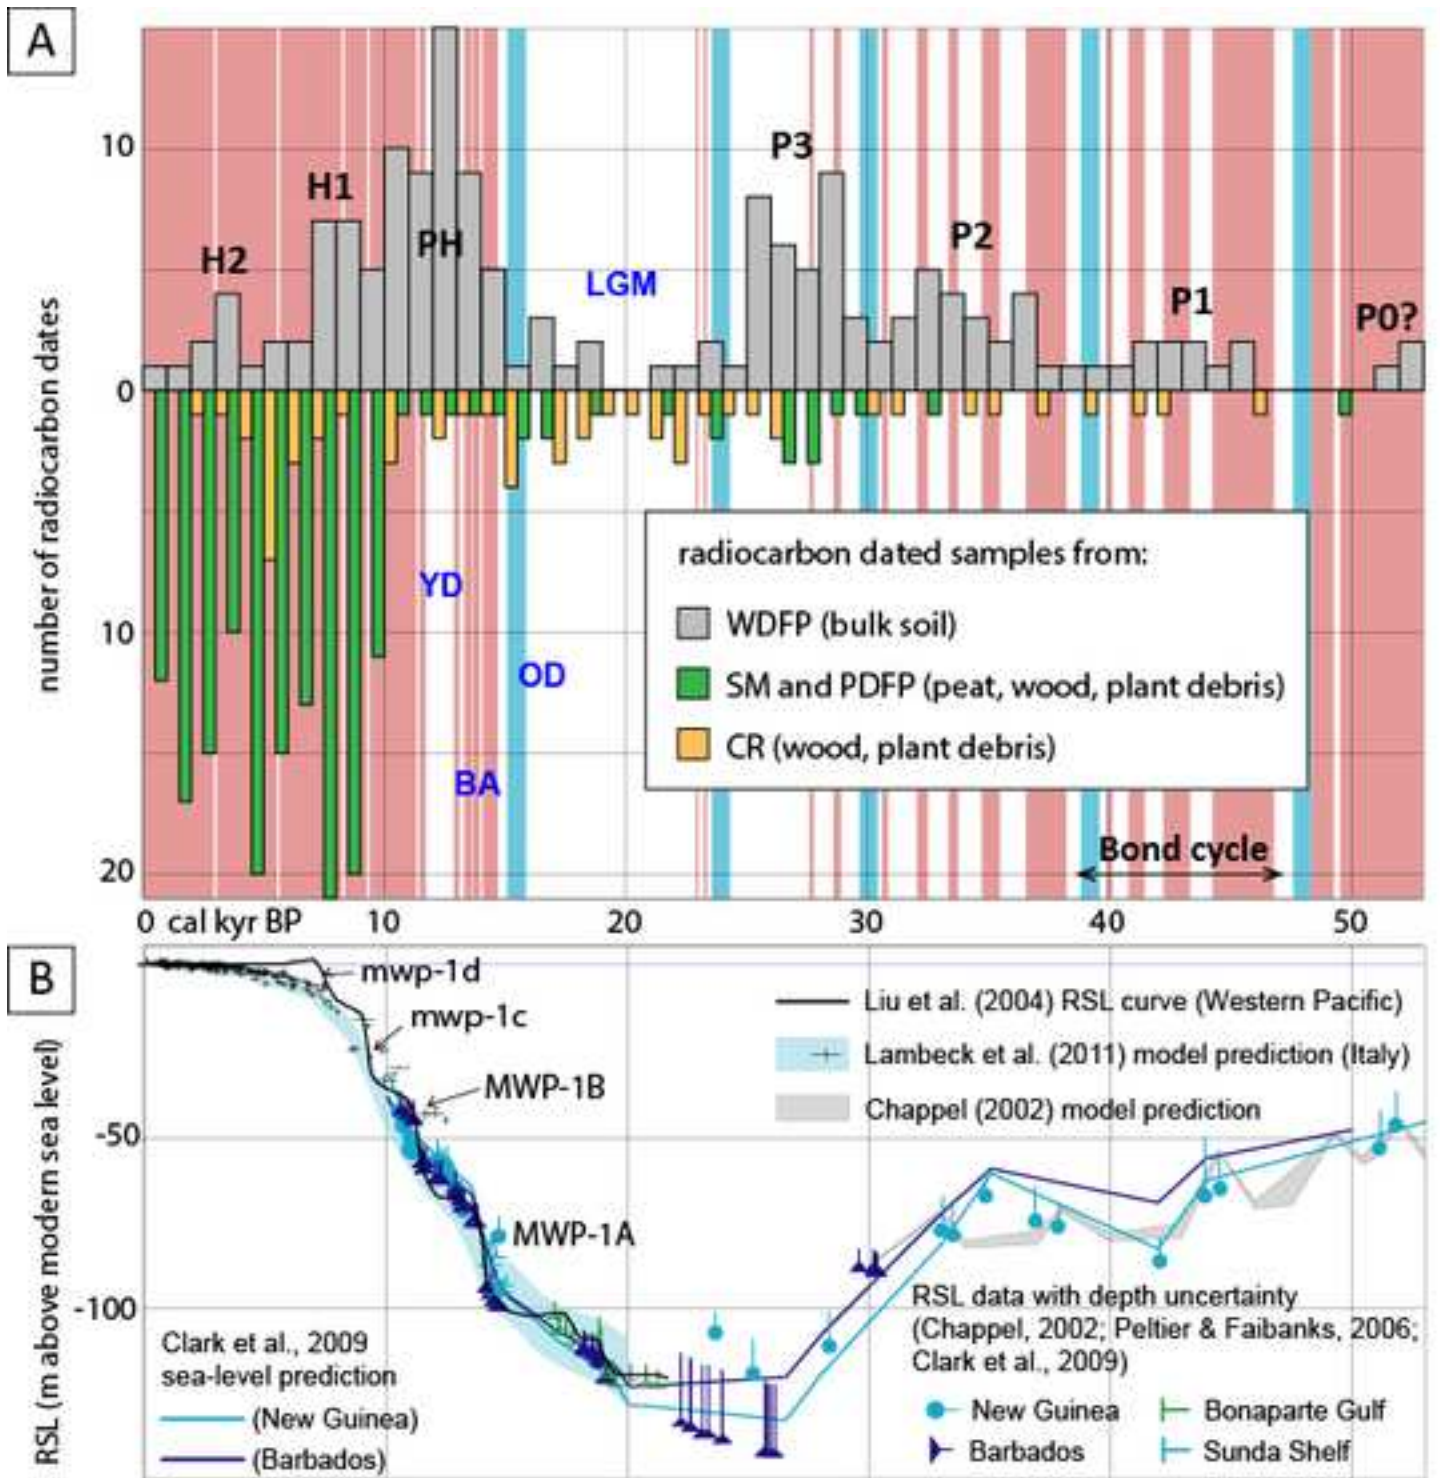 A
10
P3
H1
P2
H2
PH
P1
LGM
P0?
0
number of radiocarbon dates
radiocarbon dated samples from:
YD
WDFP (bulk soil)
10
OD
SM and PDFP (peat, wood, plant debris)
CR (wood, plant debris)
BA
Bond cycle
20
0 cal kyr BP 10 20 30 40 50
B
mwp-1d
Liu et al. (2004) RSL curve (Western Pacific)
mwp-1c
Lambeck et al. (2011) model prediction (Italy)
MWP-1B
Chappel (2002) model prediction
-50
RSL (m above modern sea level)
MWP-1A
-100
RSL data with depth uncertainty
(Chappel, 2002; Peltier & Faibanks, 2006;
Clark et al., 2009)
Clark et al., 2009
sea-level prediction
(New Guinea)
(Barbados)
New Guinea
Bonaparte Gulf
Barbados
Sunda Shelf